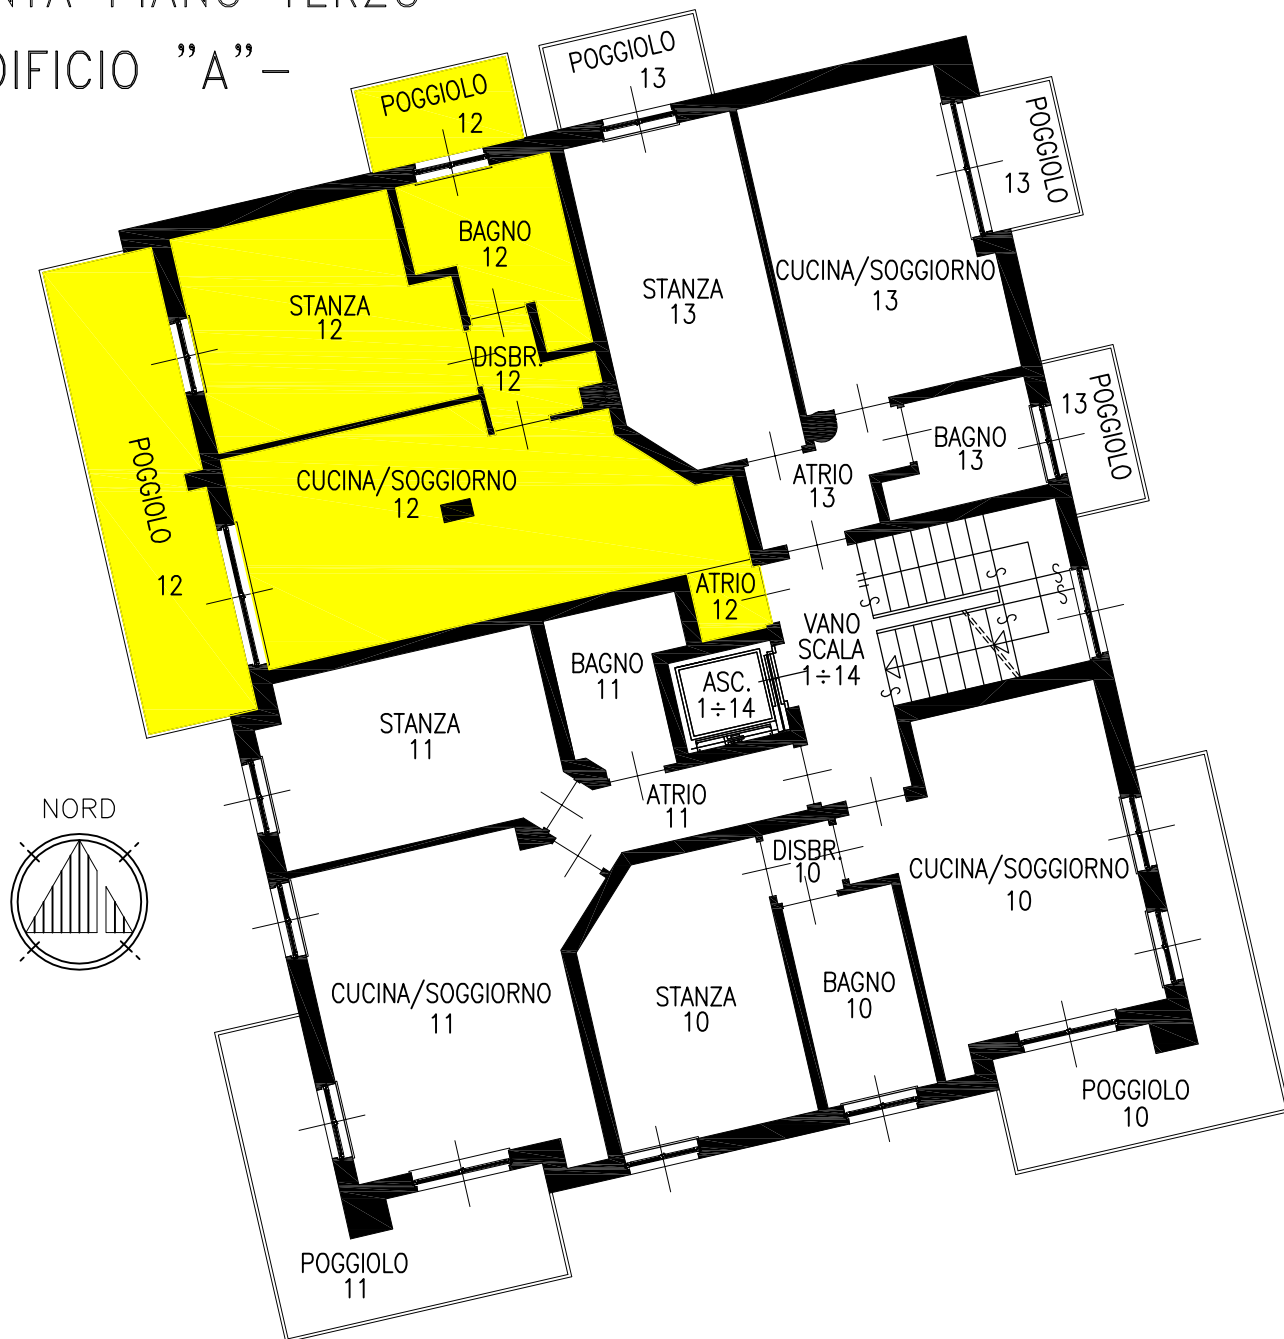 PIANO TERZO
"A"-
POGGIOLO
12
POGGIOLO
13
POGGIOLO
13
BAGNO
12
STANZA
12
STANZA
13
CUCINA/SOGGIORNO
13
DISBR.
12
POGGIOLO
13
BAGNO
13
ATRIO
13
POGGIOLO
12
CUCINA/SOGGIORNO
12
ATRIO
12
VANO
SCALA
1÷14
S
S
S
S
S
S
BAGNO
11
ASC.
1÷14
STANZA
11
ATRIO
11
NORD
DISBR.
10
CUCINA/SOGGIORNO
10
CUCINA/SOGGIORNO
11
STANZA
10
BAGNO
10
POGGIOLO
10
POGGIOLO
11